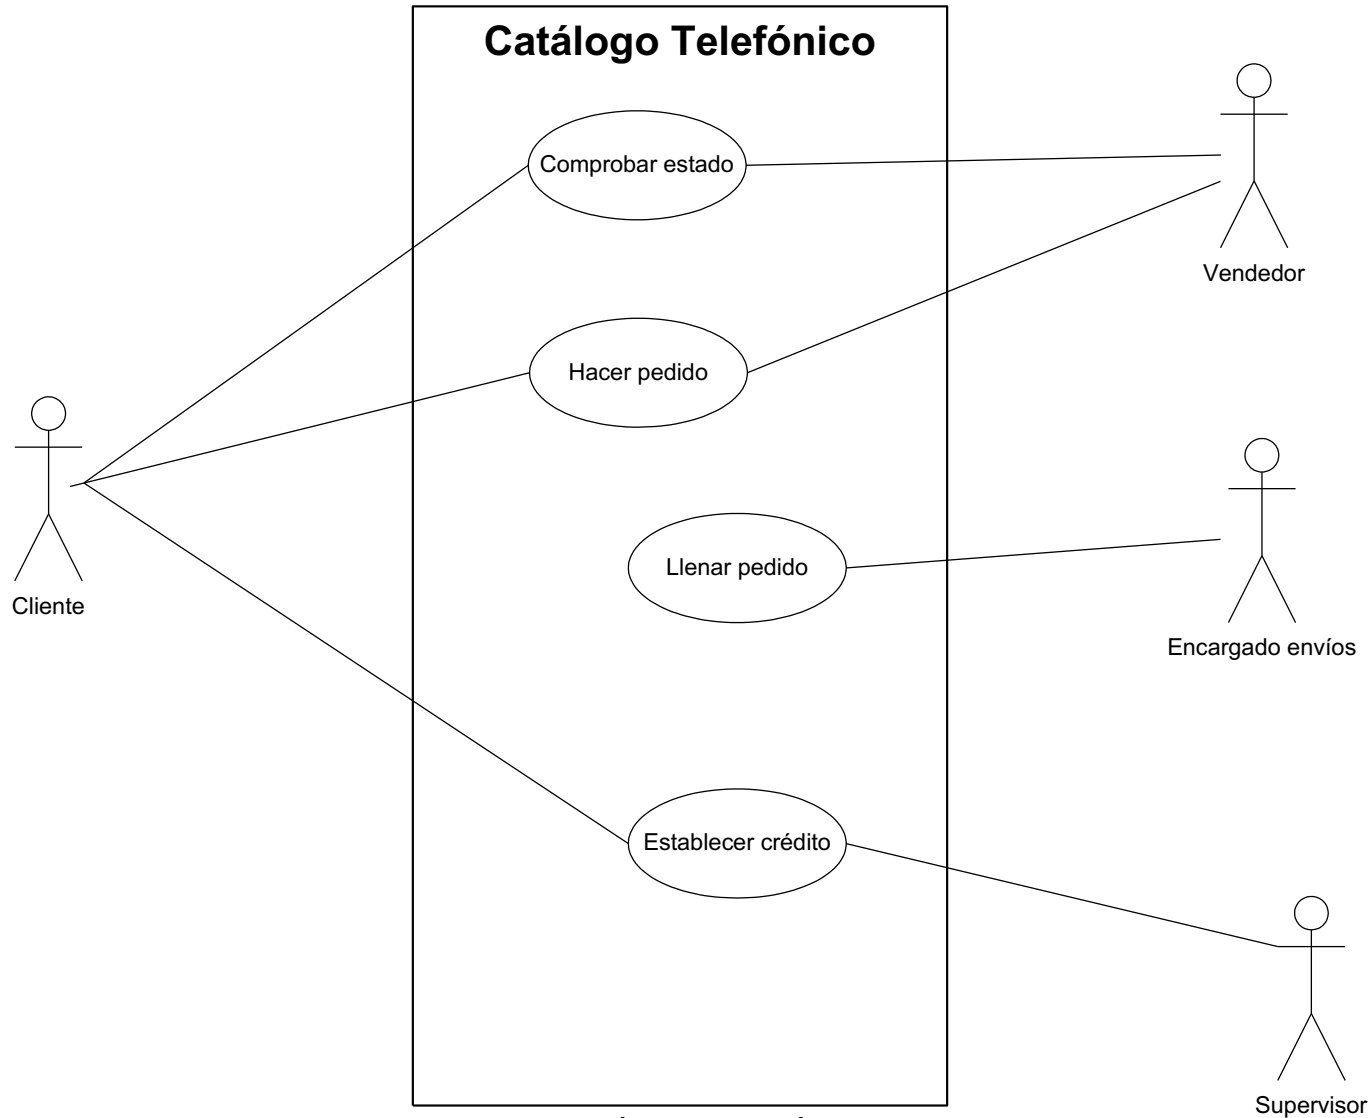 Catálogo Telefónico
Comprobar estado
Vendedor
Hacer pedido
Cliente
Llenar pedido
Encargado envíos
Establecer crédito
Supervisor